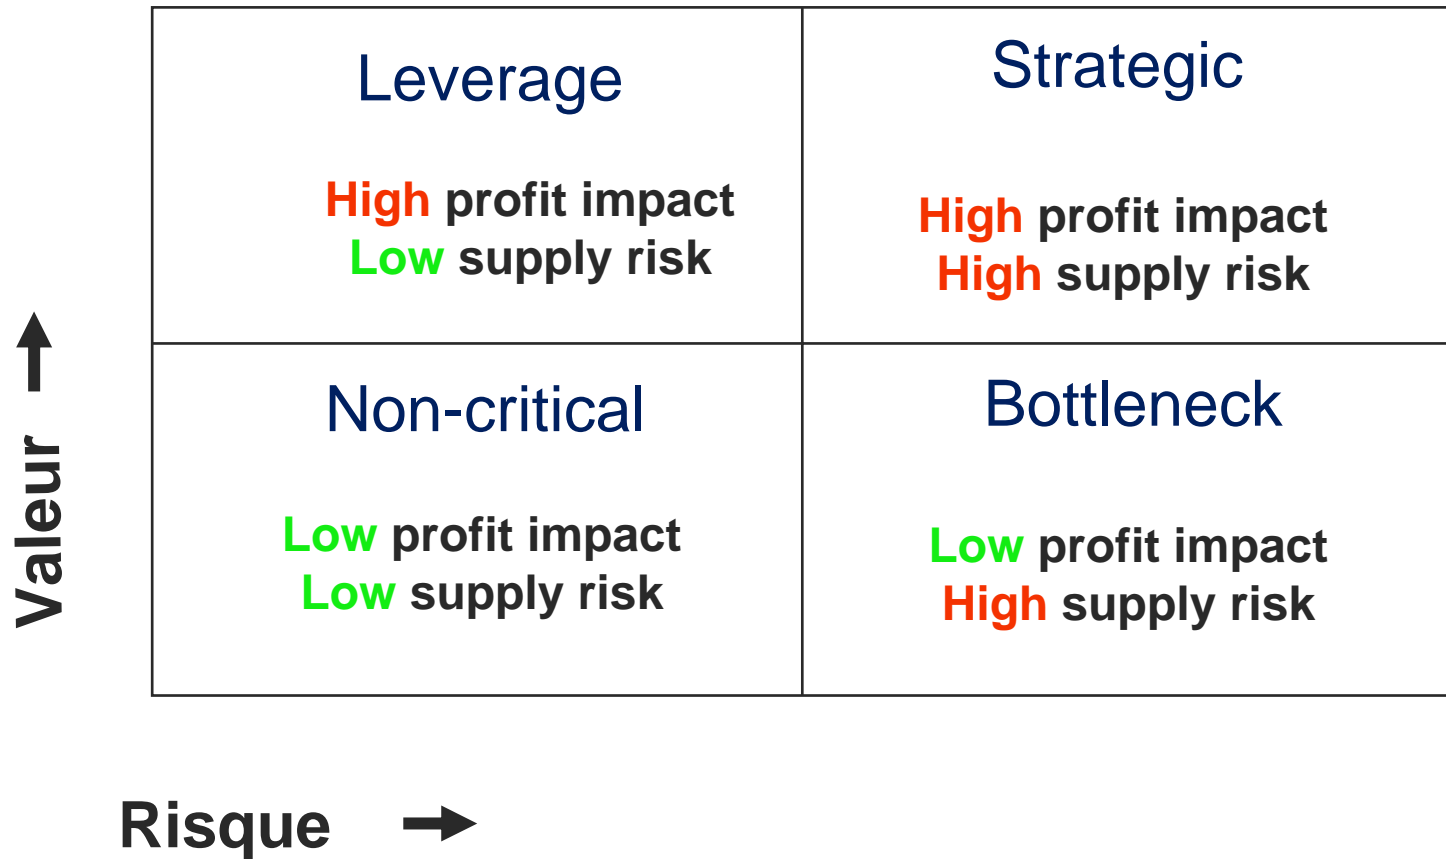 Leverage
High profit impact
Low supply risk
Strategic
High profit impact
High supply risk
Non-critical
Low profit impact
Low supply risk
Bottleneck
Low profit impact
High supply risk
Valeur
Risque